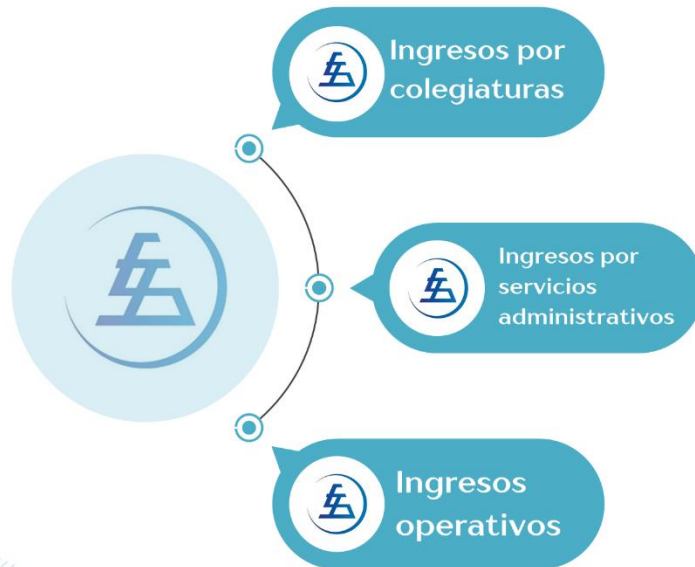 Ingresos por
colegiaturas
Ingresos por
servicios
administrativos
Ingresos
operativos